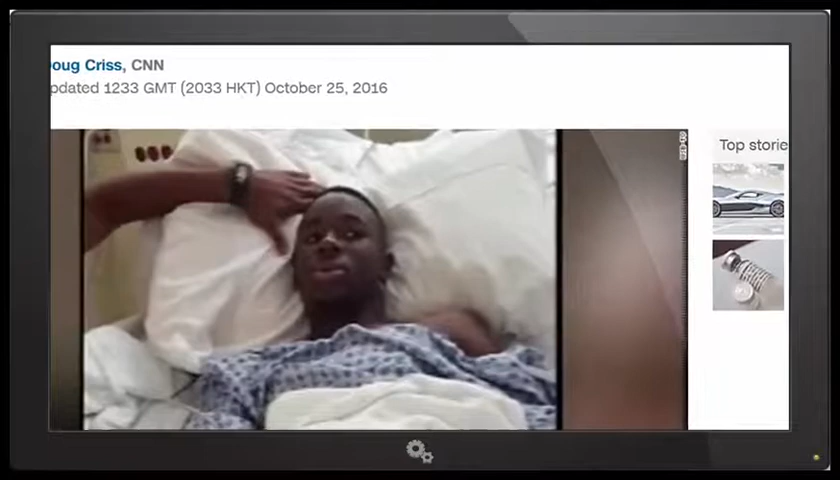 oug Criss, CNN
pdated 1233 GMT (2033 HKT) October 25, 2016
Top storie